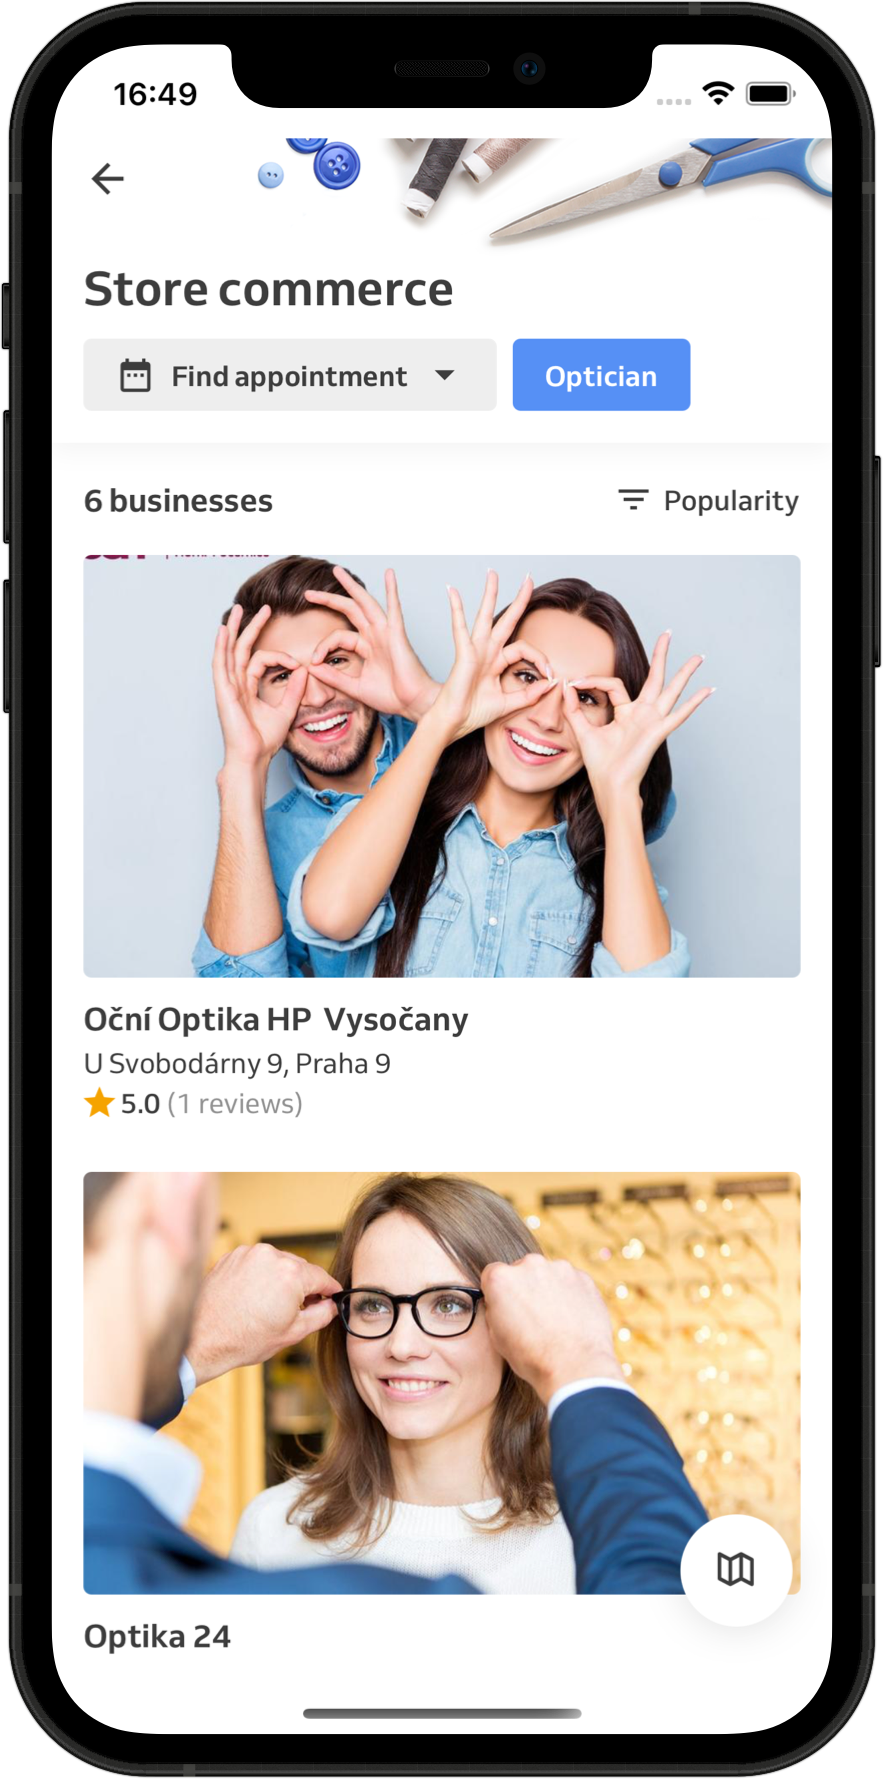 16:49
Store commerce
Find appointment
Optician
6 businesses
Popularity
Oční Optika HP Vysočany
U Svobodárny 9, Praha 9
5.0 (1 reviews)
Optika 24